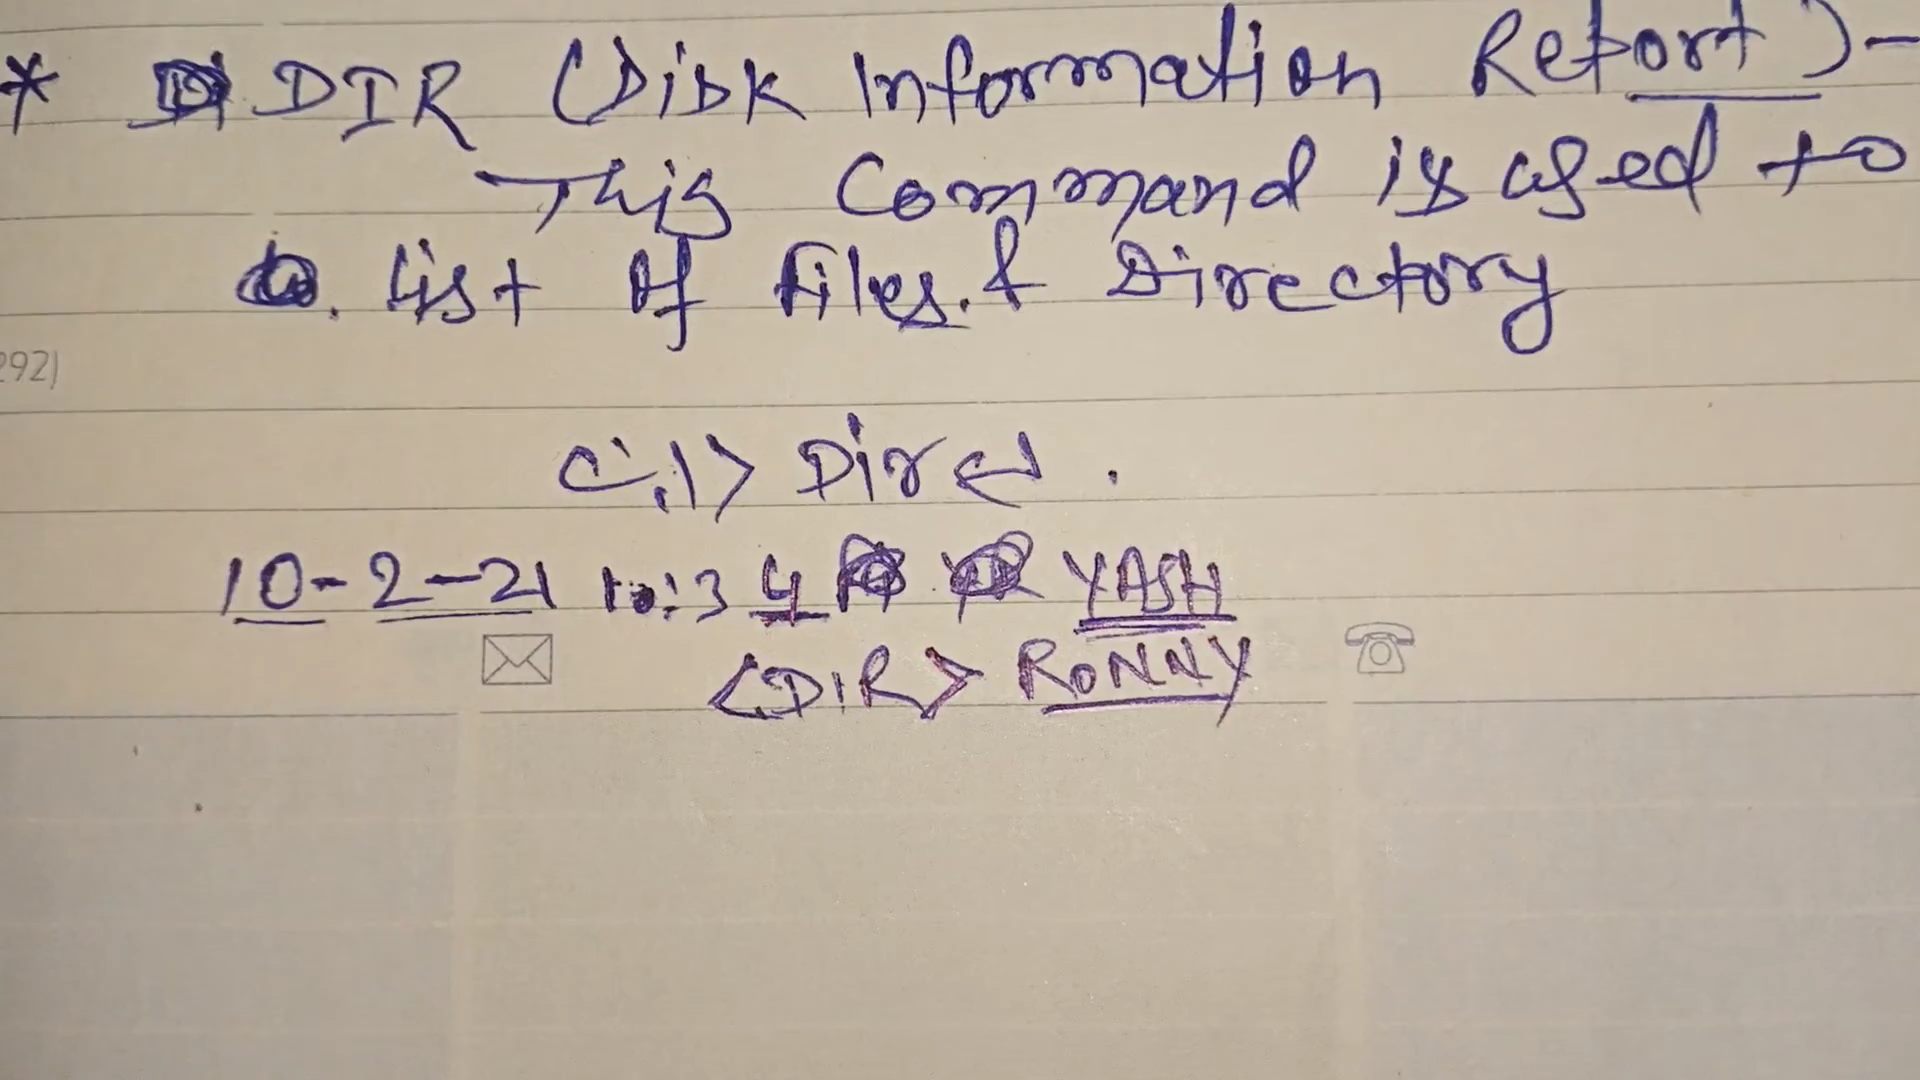 * DIR (Disk Information Report):-
This Command is used to
List of Files. & Directory
292)
C:\> Dir ↵ .
10-2-21 10:34 YASH
<DIR> RONNY